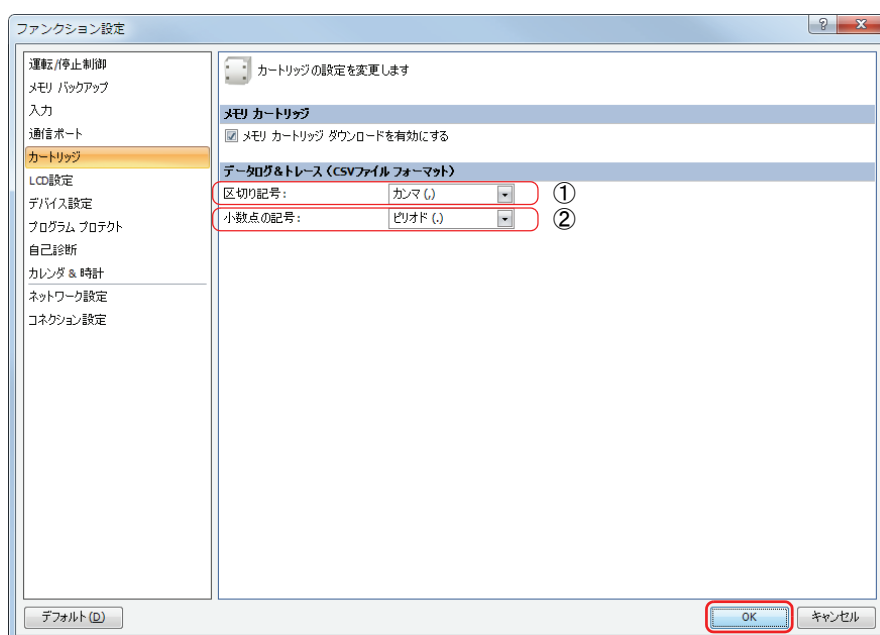 ファンクション設定
運転/停止制御
メモリ バックアップ
入力
通信ポート
カートリッジ
LCD設定
デバイス設定
プログラム プロテクト
自己診断
カレンダ & 時計
ネットワーク設定
コネクション設定
カートリッジの設定を変更します
メモリ カートリッジ
メモリ カートリッジ ダウンロードを有効にする
データログ&トレース (CSVファイル フォーマット)
区切り記号: カンマ (,) ①
小数点の記号: ピリオド (.) ②
デフォルト(D) OK キャンセル